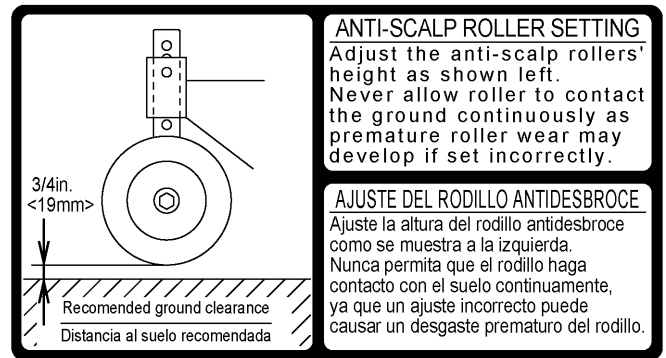 3/4in.
<19mm>
Recomended ground clearance
Distancia al suelo recomendada
ANTI-SCALP ROLLER SETTING
Adjust the anti-scalp rollers'
height as shown left.
Never allow roller to contact
the ground continuously as
premature roller wear may
develop if set incorrectly.
AJUSTE DEL RODILLO ANTIDESBROCE
Ajuste la altura del rodillo antidesbroce
como se muestra a la izquierda.
Nunca permita que el rodillo haga
contacto con el suelo continuamente,
ya que un ajuste incorrecto puede
causar un desgaste prematuro del rodillo.